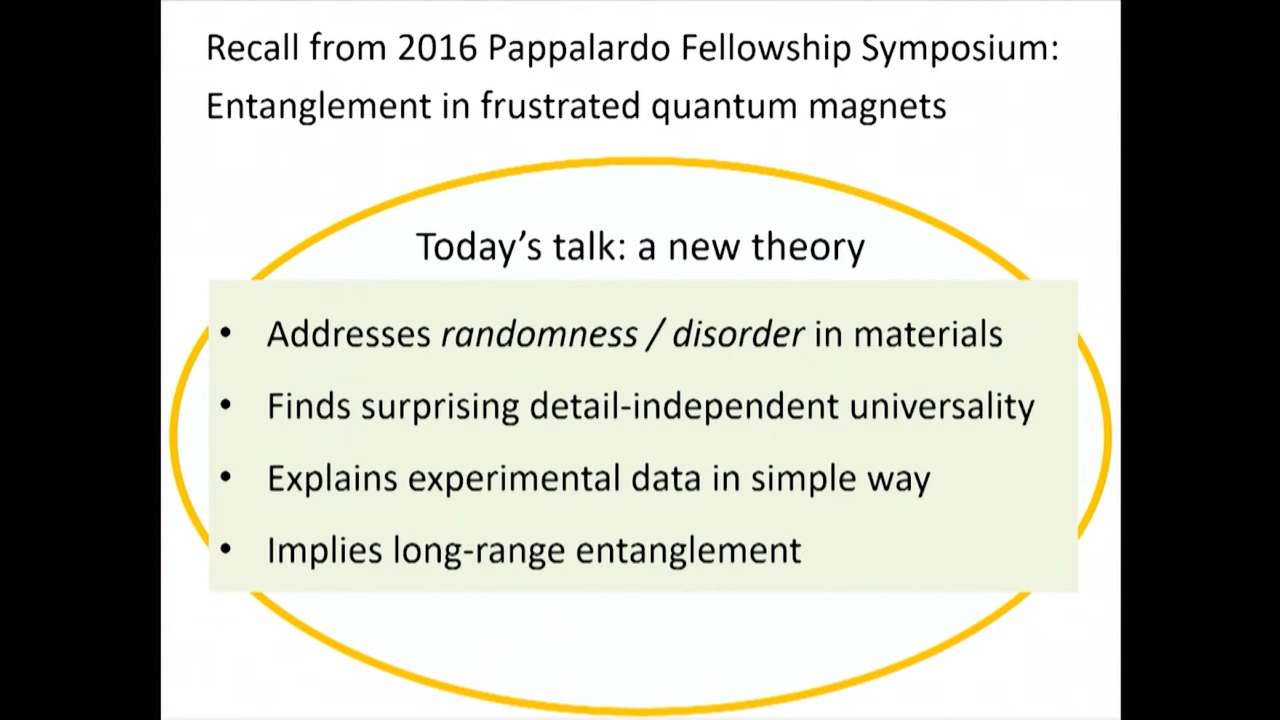 Recall from 2016 Pappalardo Fellowship Symposium:
Entanglement in frustrated quantum magnets
Today’s talk: a new theory
• Addresses randomness / disorder in materials
• Finds surprising detail-independent universality
• Explains experimental data in simple way
• Implies long-range entanglement